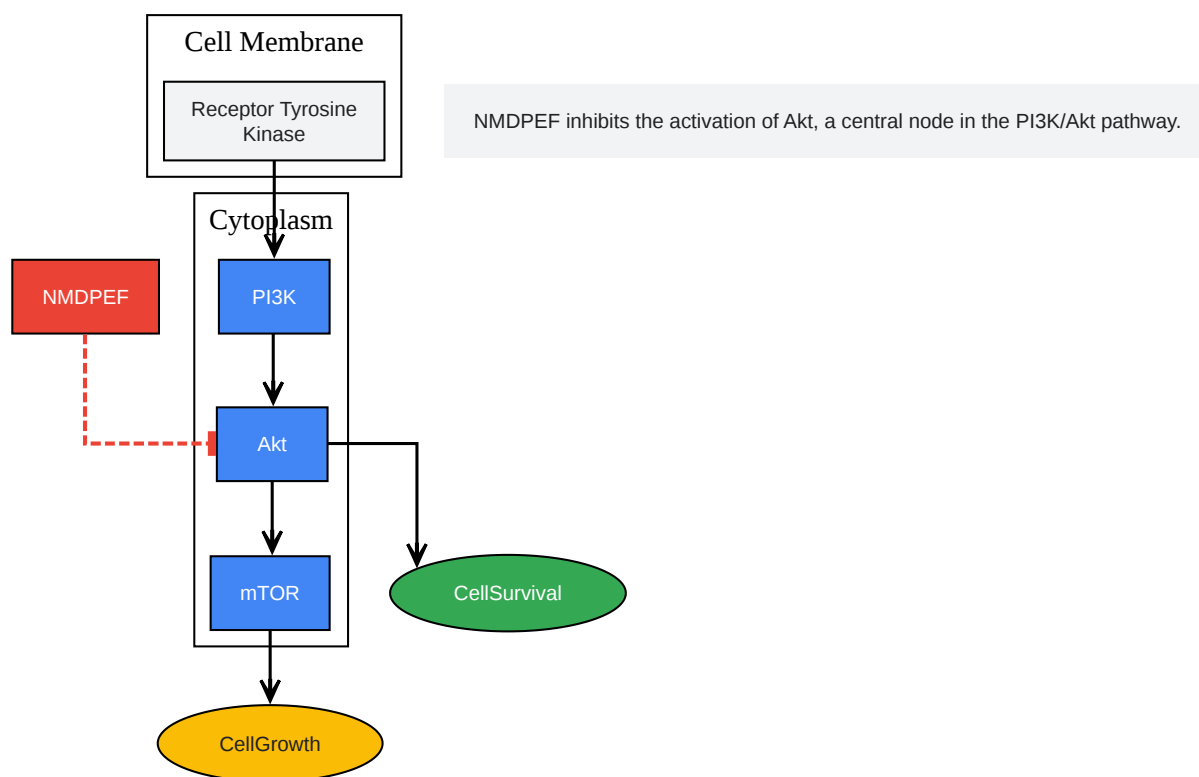 Cell Membrane
Receptor Tyrosine
Kinase
NMDPEF inhibits the activation of Akt, a central node in the PI3K/Akt pathway.
Cytoplasm
NMDPEF
PI3K
Akt
mTOR
CellSurvival
CellGrowth